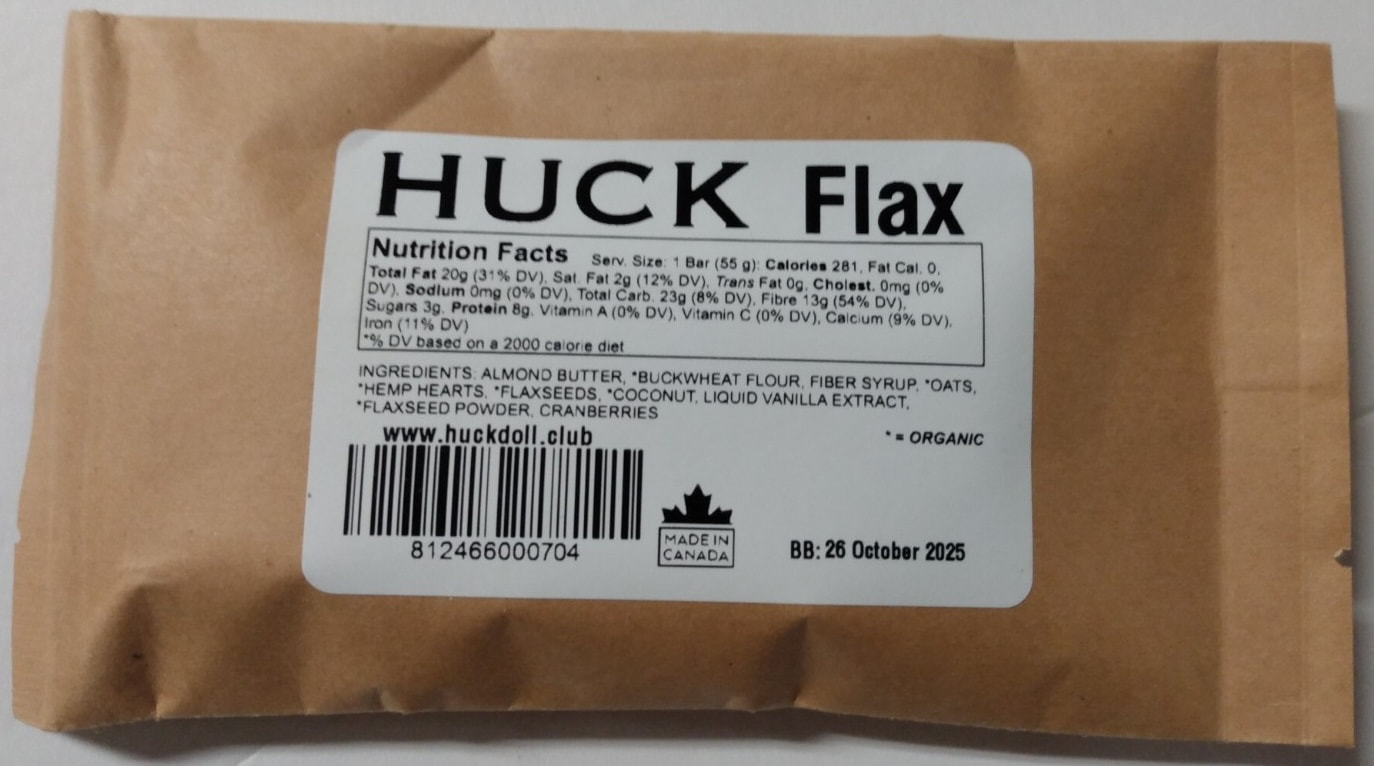 HUCK Flax
Nutrition Facts Serv. Size: 1 Bar (55 g): Calories 281, Fat Cal. 0,
Total Fat 20g (31% DV), Sat. Fat 2g (12% DV), Trans Fat 0g, Cholest. 0mg (0%
DV), Sodium 0mg (0% DV), Total Carb. 23g (8% DV), Fibre 13g (54% DV),
Sugars 3g, Protein 8g, Vitamin A (0% DV), Vitamin C (0% DV), Calcium (9% DV),
Iron (11% DV)
*% DV based on a 2000 calorie diet
INGREDIENTS: ALMOND BUTTER, *BUCKWHEAT FLOUR, FIBER SYRUP, *OATS,
*HEMP HEARTS, *FLAXSEEDS, *COCONUT, LIQUID VANILLA EXTRACT,
*FLAXSEED POWDER, CRANBERRIES
www.huckdoll.club
* = ORGANIC
812466000704
MADE IN
CANADA
BB: 26 October 2025